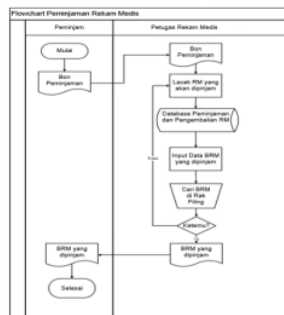 Flowchart Peminjaman Rekam Medis
Peminjam
Petugas Rekam Medis
Mulai
Bon
Peminjaman
Bon
Peminjaman
Lacak RM yang
akan dipinjam
Database Peminjaman
dan Pengembalian RM
Input Data BRM
yang dipinjam
Cari BRM
di Rak
Filing
Ketemu?
BRM yang
dipinjam
BRM yang
dipinjam
Selesai